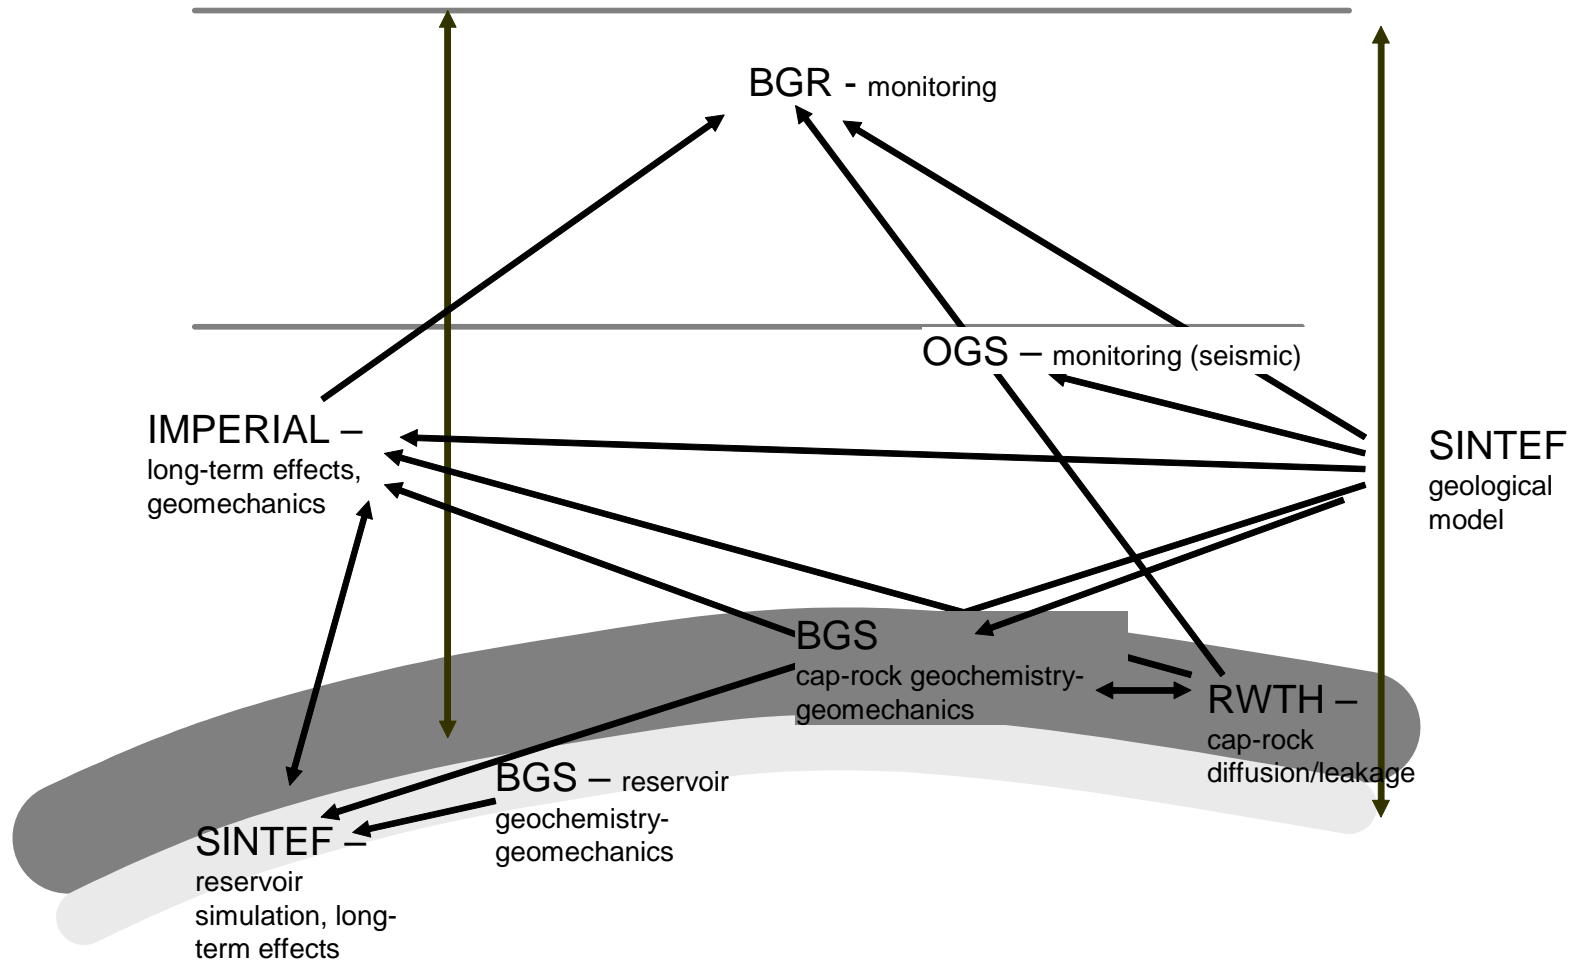 BGR - monitoring
OGS – monitoring (seismic)
IMPERIAL –
long-term effects,
geomechanics
SINTEF
geological
model
BGS
cap-rock geochemistry-
geomechanics
RWTH –
cap-rock
diffusion/leakage
BGS – reservoir
geochemistry-
geomechanics
SINTEF –
reservoir
simulation, long-
term effects